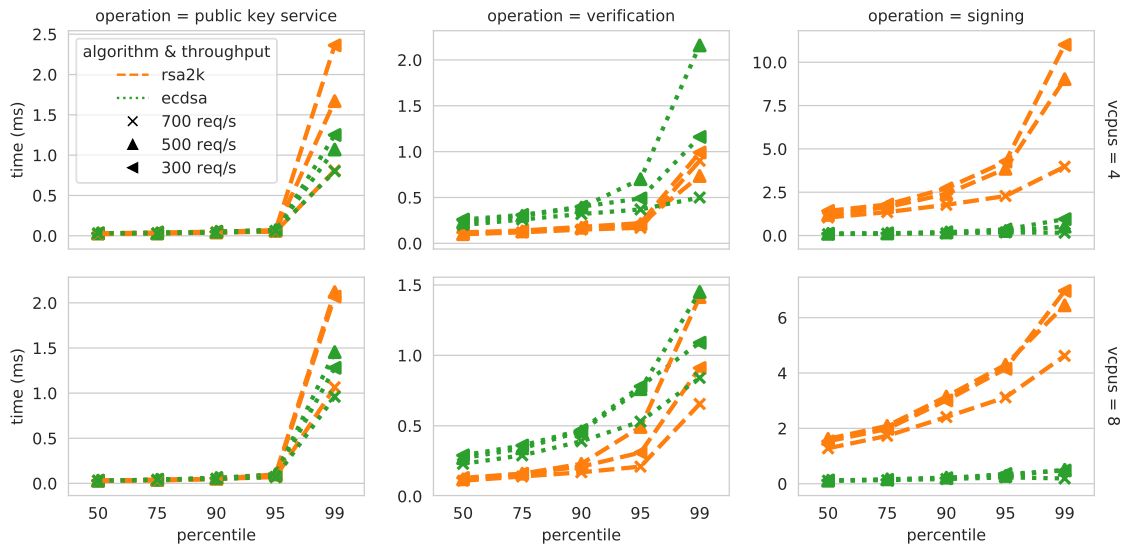 operation = public key service
operation = verification
operation = signing
2.5
2.0
1.5
1.0
0.5
0.0
time (ms)
algorithm & throughput
rsa2k
ecdsa
700 req/s
500 req/s
300 req/s
2.0
1.5
1.0
0.5
0.0
10.0
7.5
5.0
2.5
0.0
vcpus = 4
2.0
1.5
1.0
0.5
0.0
time (ms)
50 75 90 95 99
percentile
1.5
1.0
0.5
0.0
50 75 90 95 99
percentile
6
4
2
0
50 75 90 95 99
percentile
vcpus = 8